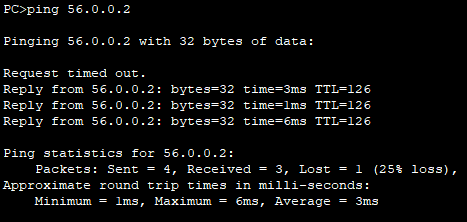 PC>ping 56.0.0.2
Pinging 56.0.0.2 with 32 bytes of data:
Request timed out.
Reply from 56.0.0.2: bytes=32 time=3ms TTL=126
Reply from 56.0.0.2: bytes=32 time=1ms TTL=126
Reply from 56.0.0.2: bytes=32 time=6ms TTL=126
Ping statistics for 56.0.0.2:
Packets: Sent = 4, Received = 3, Lost = 1 (25% loss),
Approximate round trip times in milli-seconds:
Minimum = 1ms, Maximum = 6ms, Average = 3ms